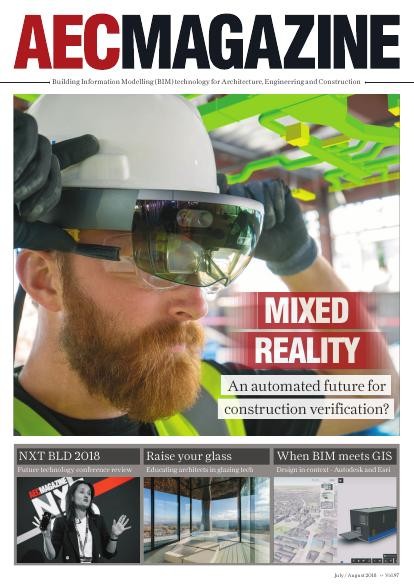 AECMAGAZINE
Building Information Modelling (BIM) technology for Architecture, Engineering and Construction
MIXED
REALITY
An automated future for
construction verification?
NXT BLD 2018
Future technology conference review
Raise your glass
Educating architects in glazing tech
When BIM meets GIS
Design in context - Autodesk and Esri
AECMAGAZINE
July / August 2018 >> Vol.97